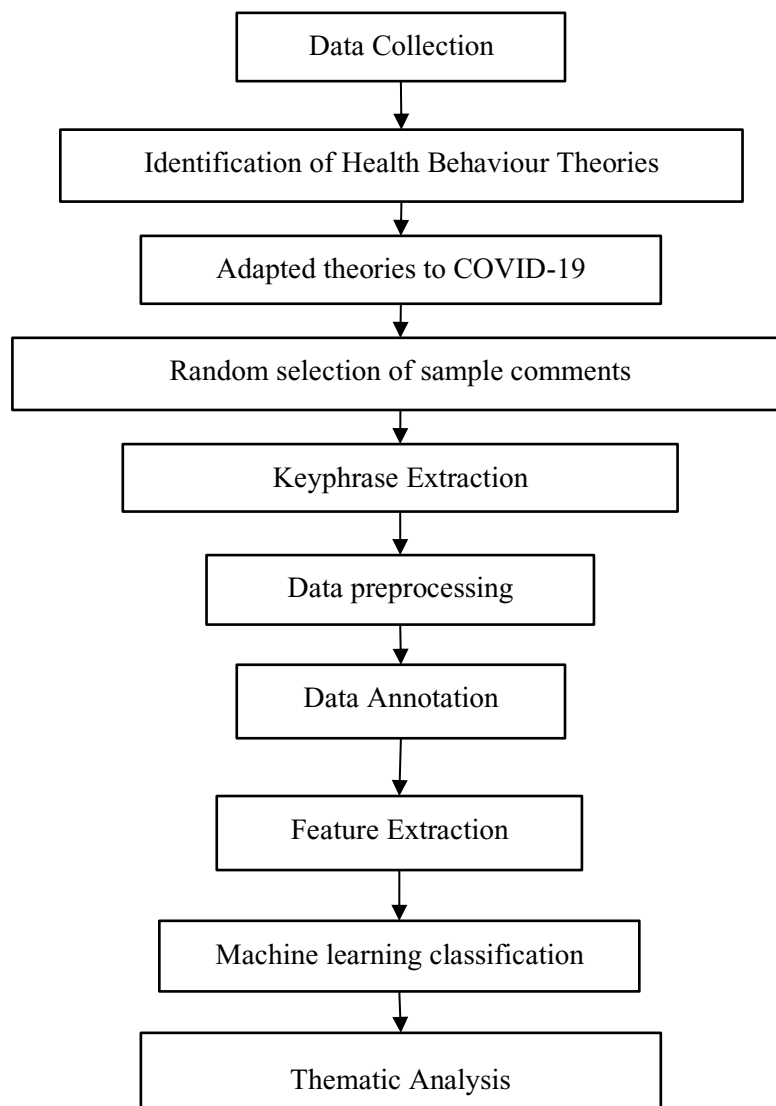 Data Collection
Identification of Health Behaviour Theories
Adapted theories to COVID-19
Random selection of sample comments
Keyphrase Extraction
Data preprocessing
Data Annotation
Feature Extraction
Machine learning classification
Thematic Analysis